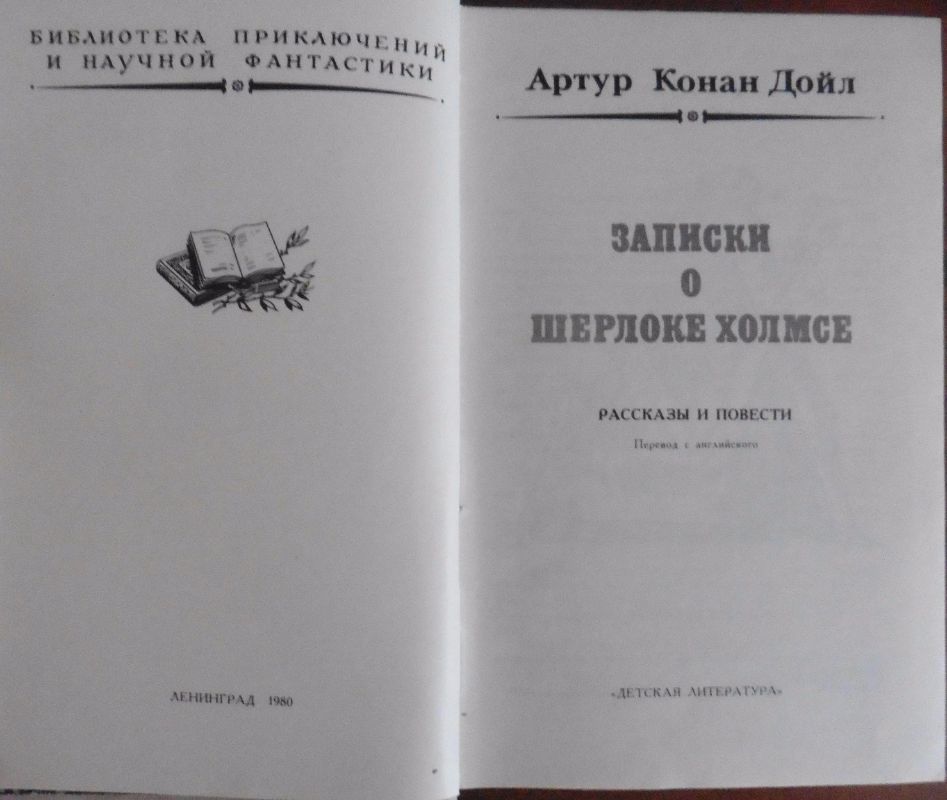 БИБЛИОТЕКА ПРИКЛЮЧЕНИЙ
И НАУЧНОЙ ФАНТАСТИКИ
ЛЕНИНГРАД 1980
Артур Конан Дойл
ЗАПИСКИ
О
ШЕРЛОКЕ ХОЛМСЕ
РАССКАЗЫ И ПОВЕСТИ
Перевод с английского
«ДЕТСКАЯ ЛИТЕРАТУРА»